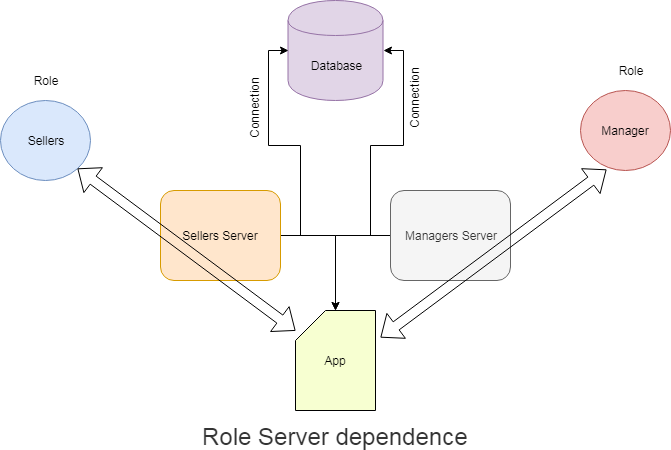 Database
Connection
Connection
Role
Sellers
Role
Manager
Sellers Server
Managers Server
App
Role Server dependence